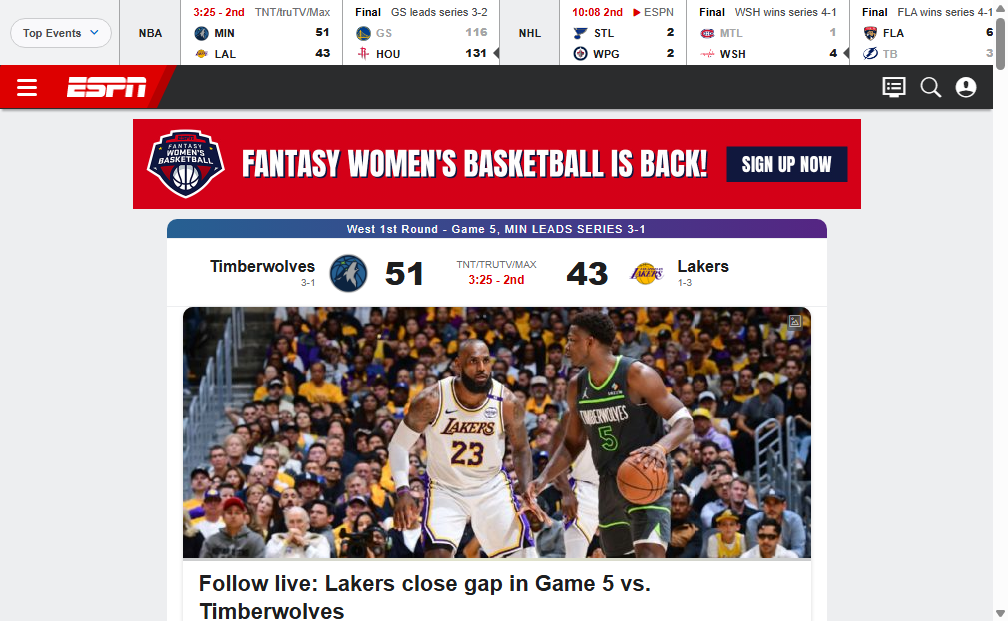 Top Events
NBA
3:25 - 2nd TNT/truTV/Max
MIN 51
LAL 43
Final GS leads series 3-2
GS 116
HOU 131
NHL
10:08 2nd ESPN
STL 2
WPG 2
Final WSH wins series 4-1
MTL 1
WSH 4
Final FLA wins series 4-1
FLA 6
TB 3
ESPN
ESPN
FANTASY
WOMEN'S
BASKETBALL
FANTASY WOMEN'S BASKETBALL IS BACK!
SIGN UP NOW
West 1st Round - Game 5, MIN LEADS SERIES 3-1
Timberwolves
3-1
51
TNT/TRUTV/MAX
3:25 - 2nd
43
LAKERS
Lakers
1-3
LAKERS
23
TIMBERWOLVES
5
Follow live: Lakers close gap in Game 5 vs.
Timberwolves